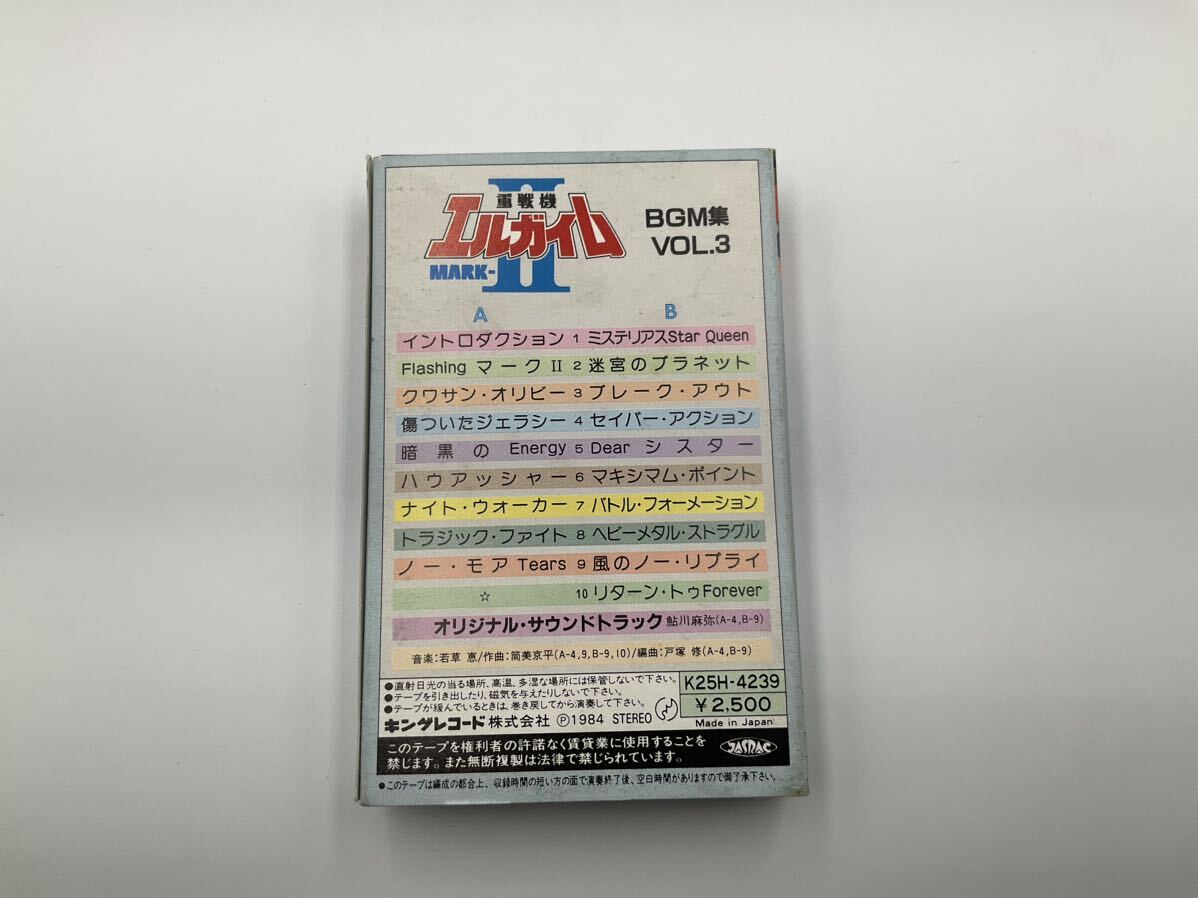 重戦機
エルガイム
MARK-II
BGM集
VOL.3
A B
イントロダクション 1 ミステリアスStar Queen
Flashing マークⅡ 2 迷宮のプラネット
クワサン・オリビー 3 ブレーク・アウト
傷ついたジェラシー 4 セイバー・アクション
暗黒の Energy 5 Dear シスター
ハウアッシャー 6 マキシマム・ポイント
ナイト・ウォーカー 7 バトル・フォーメーション
トラジック・ファイト 8 ヘビーメタル・ストラグル
ノー・モア Tears 9 風のノー・リプライ
☆ 10 リターン・トゥForever
オリジナル・サウンドトラック 鮎川麻弥(A-4,B-9)
音楽:若草 恵/作曲:筒美京平(A-4,9,B-9,10)/編曲:戸塚 修(A-4,B-9)
●直射日光の当る場所、高温、多湿な場所には保管しないで下さい。
●テープを引き出したり、磁気を与えたりしないで下さい。
●テープが緩んでいるときは、巻き戻してから演奏して下さい。
キングレコード株式会社 Ⓟ1984 STEREO
K25H-4239
¥2,500
Made in Japan
このテープを権利者の許諾なく賃貸業に使用することを
禁じます。また無断複製は法律で禁じられています。
JASRAC
●このテープは編成の都合上、収録時間の短い方の面で演奏終了後、空白時間がありますので御了承下さい。